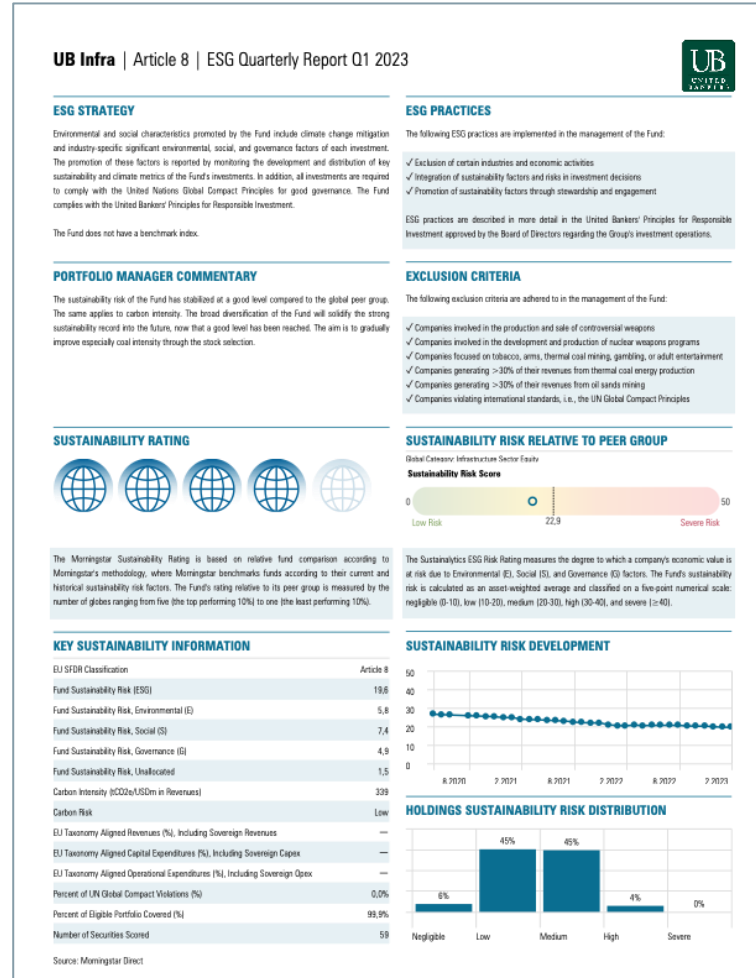 UB Infra | Article 8 | ESG Quarterly Report Q1 2023
UB
UNITED
BANKERS
ESG STRATEGY
Environmental and social characteristics promoted by the Fund include climate change mitigation
and industry-specific significant environmental, social, and governance factors of each investment.
The promotion of these factors is reported by monitoring the development and distribution of key
sustainability and climate metrics of the Fund's investments. In addition, all investments are required
to comply with the United Nations Global Compact Principles for good governance. The Fund
complies with the United Bankers' Principles for Responsible Investment.
The Fund does not have a benchmark index.
ESG PRACTICES
The following ESG practices are implemented in the management of the Fund:
✓ Exclusion of certain industries and economic activities
✓ Integration of sustainability factors and risks in investment decisions
✓ Promotion of sustainability factors through stewardship and engagement
ESG practices are described in more detail in the United Bankers' Principles for Responsible
Investment approved by the Board of Directors regarding the Group's investment operations.
PORTFOLIO MANAGER COMMENTARY
The sustainability risk of the Fund has stabilized at a good level compared to the global peer group.
The same applies to carbon intensity. The broad diversification of the Fund will solidify the strong
sustainability record into the future, now that a good level has been reached. The aim is to gradually
improve especially coal intensity through the stock selection.
EXCLUSION CRITERIA
The following exclusion criteria are adhered to in the management of the Fund:
✓ Companies involved in the production and sale of controversial weapons
✓ Companies involved in the development and production of nuclear weapons programs
✓ Companies focused on tobacco, arms, thermal coal mining, gambling, or adult entertainment
✓ Companies generating >30% of their revenues from thermal coal energy production
✓ Companies generating >30% of their revenues from oil sands mining
✓ Companies violating international standards, i.e., the UN Global Compact Principles
SUSTAINABILITY RATING
The Morningstar Sustainability Rating is based on relative fund comparison according to
Morningstar's methodology, where Morningstar benchmarks funds according to their current and
historical sustainability risk factors. The Fund's rating relative to its peer group is measured by the
number of globes ranging from five (the top performing 10%) to one (the least performing 10%).
SUSTAINABILITY RISK RELATIVE TO PEER GROUP
Global Category: Infrastructure Sector Equity
Sustainability Risk Score
0 50
Low Risk 22,9 Severe Risk
The Sustainalytics ESG Risk Rating measures the degree to which a company's economic value is
at risk due to Environmental (E), Social (S), and Governance (G) factors. The Fund's sustainability
risk is calculated as an asset-weighted average and classified on a five-point numerical scale:
negligible (0-10), low (10-20), medium (20-30), high (30-40), and severe (≥40).
KEY SUSTAINABILITY INFORMATION
EU SFDR Classification Article 8
Fund Sustainability Risk (ESG) 19,6
Fund Sustainability Risk, Environmental (E) 5,8
Fund Sustainability Risk, Social (S) 7,4
Fund Sustainability Risk, Governance (G) 4,9
Fund Sustainability Risk, Unallocated 1,5
Carbon Intensity (tCO2e/USDm in Revenues) 339
Carbon Risk Low
EU Taxonomy Aligned Revenues (%), Including Sovereign Revenues —
EU Taxonomy Aligned Capital Expenditures (%), Including Sovereign Capex —
EU Taxonomy Aligned Operational Expenditures (%), Including Sovereign Opex —
Percent of UN Global Compact Violations (%) 0,0%
Percent of Eligible Portfolio Covered (%) 99,9%
Number of Securities Scored 59
Source: Morningstar Direct
SUSTAINABILITY RISK DEVELOPMENT
50
40
30
20
10
0
8.2020 2.2021 8.2021 2.2022 8.2022 2.2023
HOLDINGS SUSTAINABILITY RISK DISTRIBUTION
6% 45% 45% 4% 0%
Negligible Low Medium High Severe